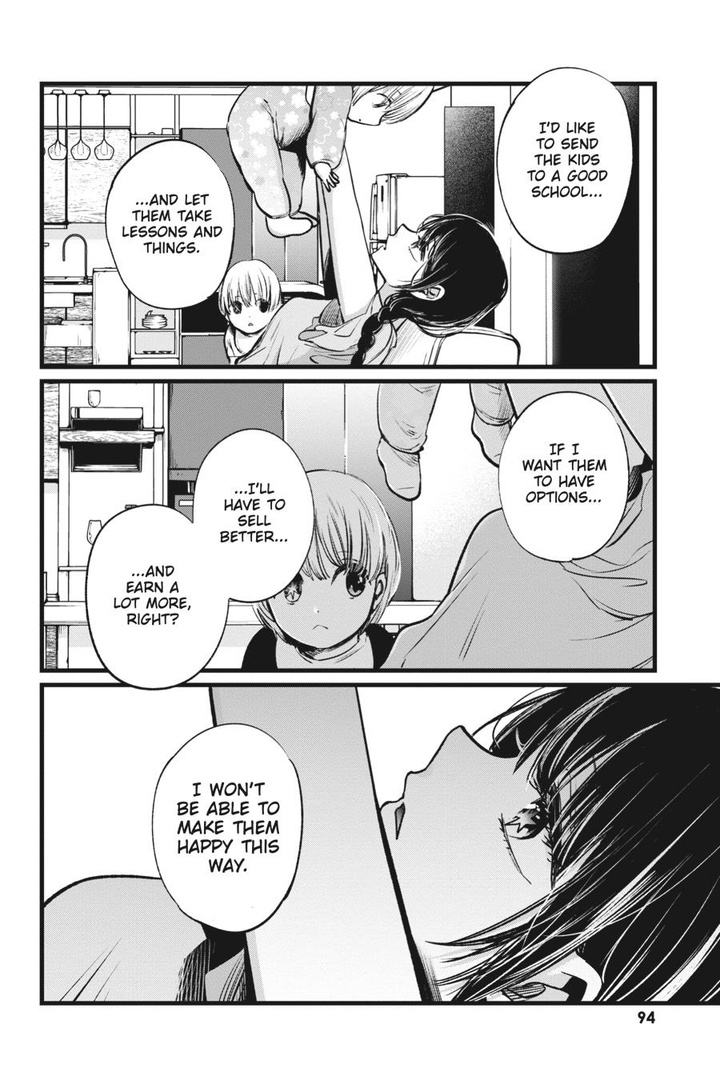 I'D LIKE
TO SEND
THE KIDS
TO A GOOD
SCHOOL...
...AND LET
THEM TAKE
LESSONS AND
THINGS.
IF I
WANT THEM
TO HAVE
OPTIONS...
...I'LL
HAVE TO
SELL
BETTER...
...AND
EARN A
LOT MORE,
RIGHT?
I WON'T
BE ABLE TO
MAKE THEM
HAPPY THIS
WAY.
94